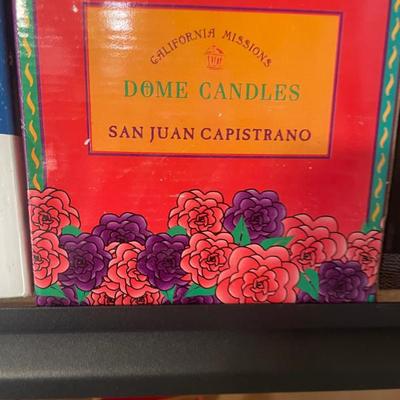 CALIFORNIA MISSIONS
DOME CANDLES
SAN JUAN CAPISTRANO